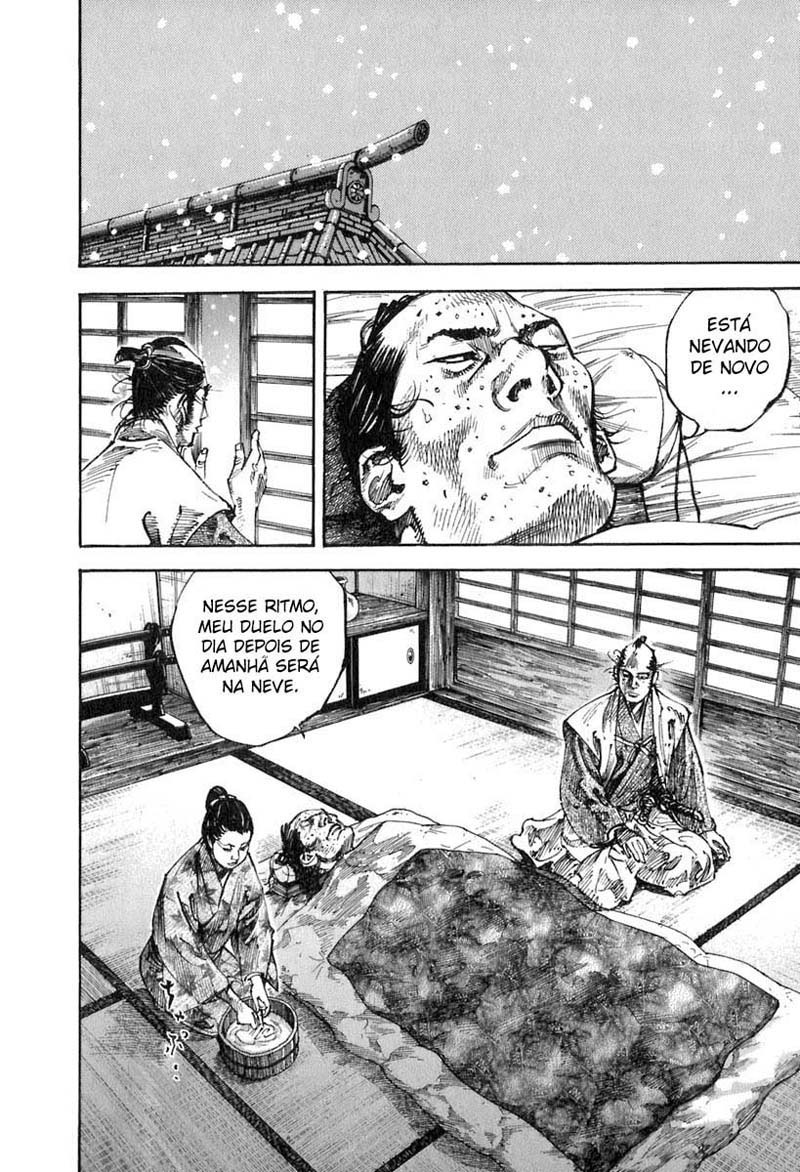 ESTÁ
NEVANDO
DE NOVO
...
NESSE RITMO,
MEU DUELO NO
DIA DEPOIS DE
AMANHÃ SERÁ
NA NEVE.